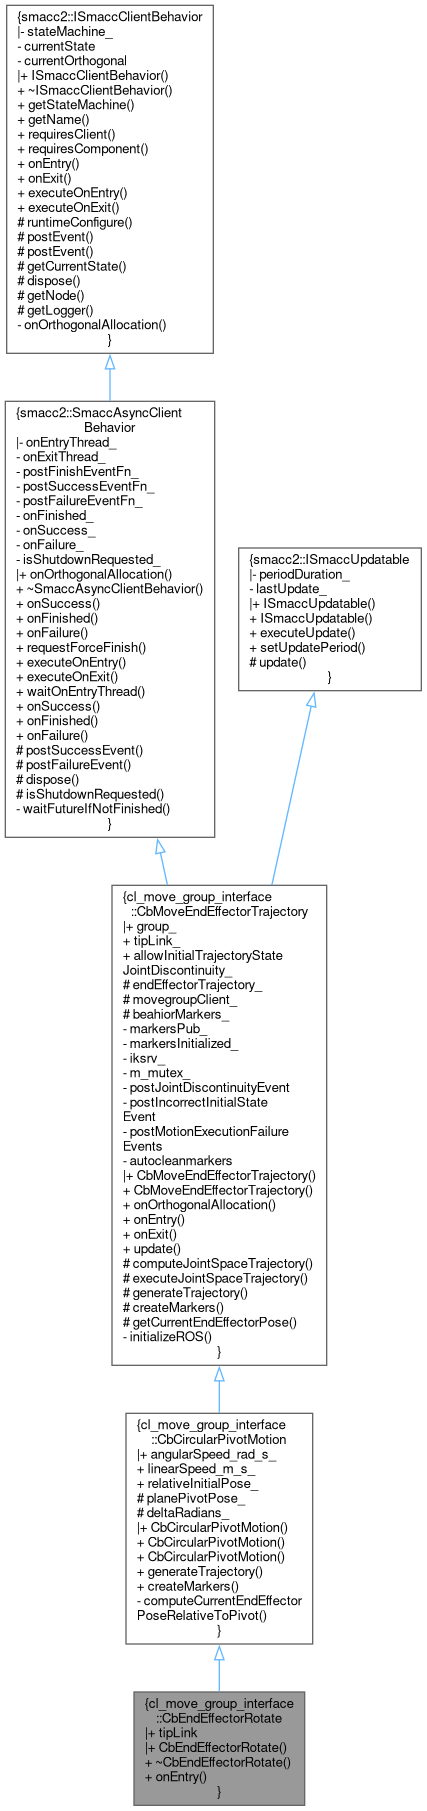 {smacc2::ISmaccClientBehavior
|- stateMachine_
- currentState
- currentOrthogonal
|+ ISmaccClientBehavior()
+ ~ISmaccClientBehavior()
+ getStateMachine()
+ getName()
+ requiresClient()
+ requiresComponent()
+ onEntry()
+ onExit()
+ executeOnEntry()
+ executeOnExit()
# runtimeConfigure()
# postEvent()
# postEvent()
# getCurrentState()
# dispose()
# getNode()
# getLogger()
- onOrthogonalAllocation()
}
{smacc2::SmaccAsyncClient
Behavior
|- onEntryThread_
- onExitThread_
- postFinishEventFn_
- postSuccessEventFn_
- postFailureEventFn_
- onFinished_
- onSuccess_
- onFailure_
- isShutdownRequested_
|+ onOrthogonalAllocation()
+ ~SmaccAsyncClientBehavior()
+ onSuccess()
+ onFinished()
+ onFailure()
+ requestForceFinish()
+ executeOnEntry()
+ executeOnExit()
+ waitOnEntryThread()
+ onSuccess()
+ onFinished()
+ onFailure()
# postSuccessEvent()
# postFailureEvent()
# dispose()
# isShutdownRequested()
- waitFutureIfNotFinished()
}
{smacc2::ISmaccUpdatable
|- periodDuration_
- lastUpdate_
|+ ISmaccUpdatable()
+ ISmaccUpdatable()
+ executeUpdate()
+ setUpdatePeriod()
# update()
}
{cl_move_group_interface
::CbMoveEndEffectorTrajectory
|+ group_
+ tipLink_
+ allowInitialTrajectoryState
JointDiscontinuity_
# endEffectorTrajectory_
# movegroupClient_
# beahiorMarkers_
- markersPub_
- markersInitialized_
- iksrv_
- m_mutex_
- postJointDiscontinuityEvent
- postIncorrectInitialState
Event
- postMotionExecutionFailure
Events
- autocleanmarkers
|+ CbMoveEndEffectorTrajectory()
+ CbMoveEndEffectorTrajectory()
+ onOrthogonalAllocation()
+ onEntry()
+ onExit()
+ update()
# computeJointSpaceTrajectory()
# executeJointSpaceTrajectory()
# generateTrajectory()
# createMarkers()
# getCurrentEndEffectorPose()
- initializeROS()
}
{cl_move_group_interface
::CbCircularPivotMotion
|+ angularSpeed_rad_s_
+ linearSpeed_m_s_
+ relativeInitialPose_
# planePivotPose_
# deltaRadians_
|+ CbCircularPivotMotion()
+ CbCircularPivotMotion()
+ CbCircularPivotMotion()
+ generateTrajectory()
+ createMarkers()
- computeCurrentEndEffector
PoseRelativeToPivot()
}
{cl_move_group_interface
::CbEndEffectorRotate
|+ tipLink
|+ CbEndEffectorRotate()
+ ~CbEndEffectorRotate()
+ onEntry()
}